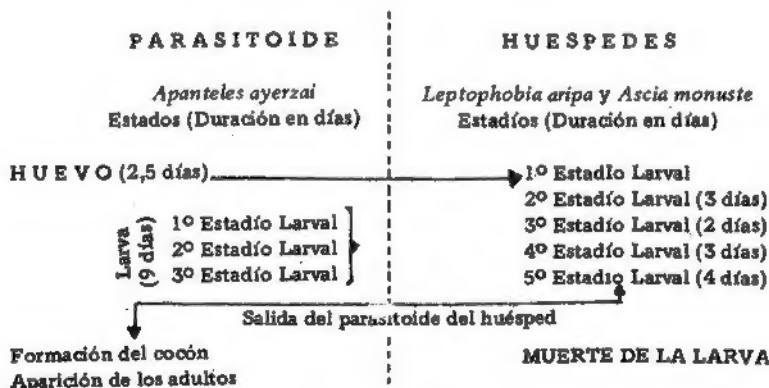 PARASITOIDE
Apanteles ayerzai
Estados (Duración en días)
HUEVO (2,5 días)
Larva
(9 días)
1º Estadío Larval
2º Estadío Larval
3º Estadío Larval
HUESPEDES
Leptophobia aripa y Ascia monuste
Estadíos (Duración en días)
1º Estadío Larval
2º Estadío Larval (3 días)
3º Estadío Larval (2 días)
4º Estadío Larval (3 días)
5º Estadio Larval (4 días)
Salida del parasitoide del huésped
Formación del cocón
Aparición de los adultos
MUERTE DE LA LARVA